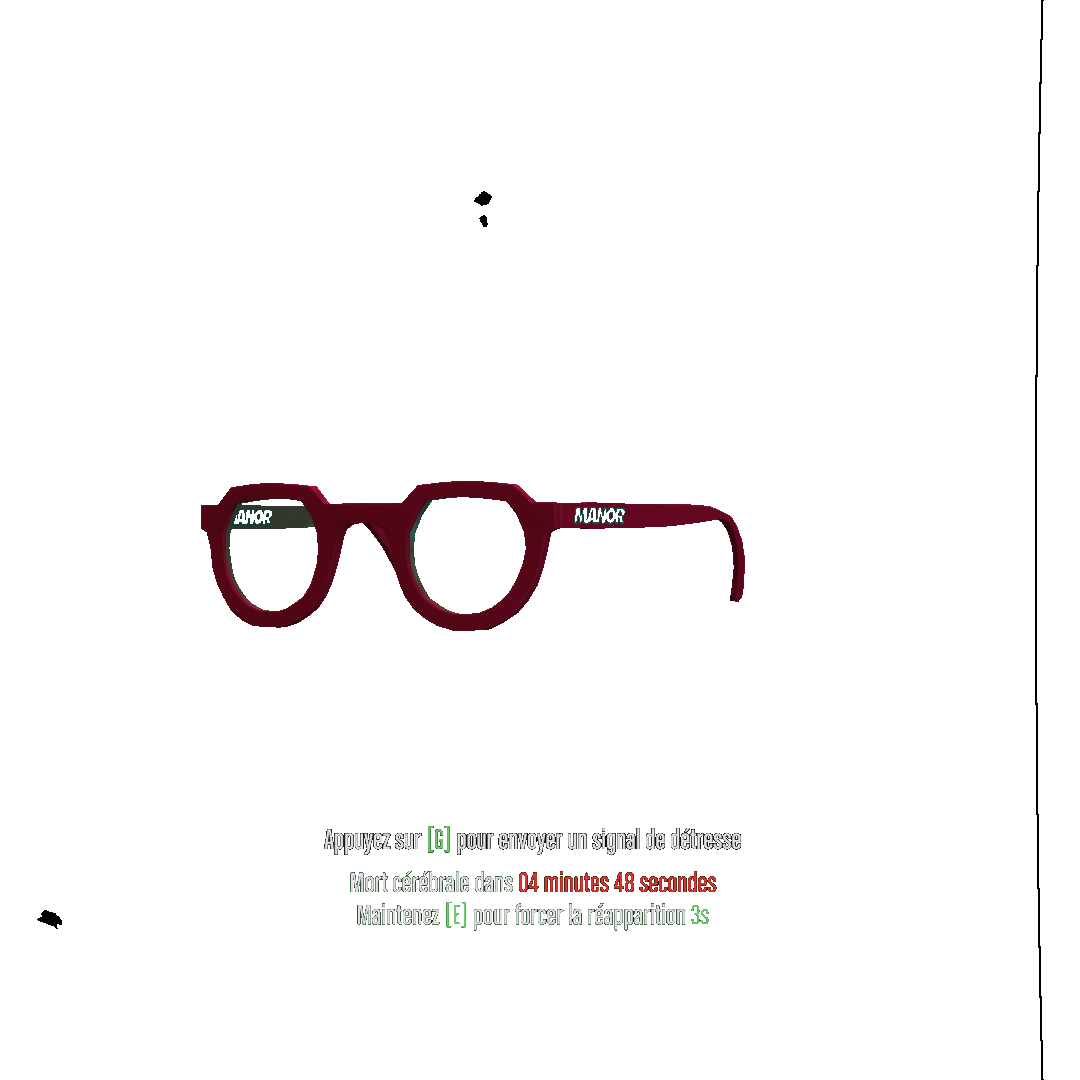 ANOR
MANOR
Appuyez sur [G] pour envoyer un signal de détresse
Mort cérébrale dans 04 minutes 48 secondes
Maintenez [E] pour forcer la réapparition 3s